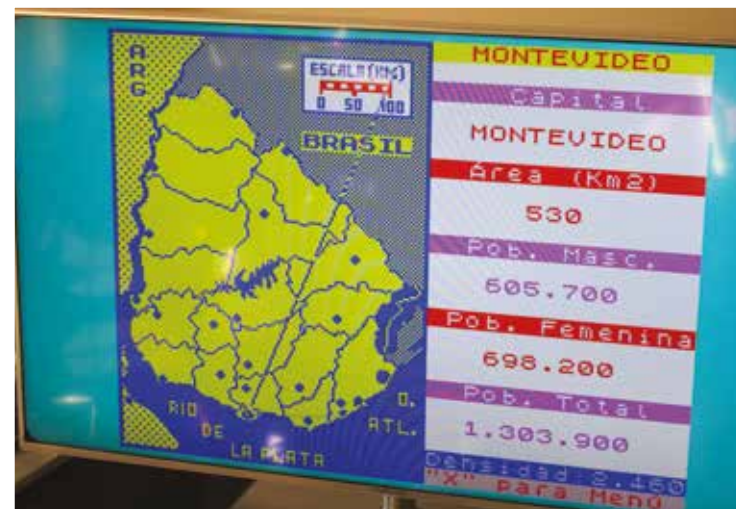 ARG
ESCALA(KM)
0 50 100
BRASIL
RIO
DE
LA PLATA
O.
ATL.
MONTEVIDEO
Capital
MONTEVIDEO
Área (Km2)
530
Pob. Masc.
605.700
Pob. Femenina
698.200
Pob. Total
1.303.900
Densidad:2.460
"X" para Menú